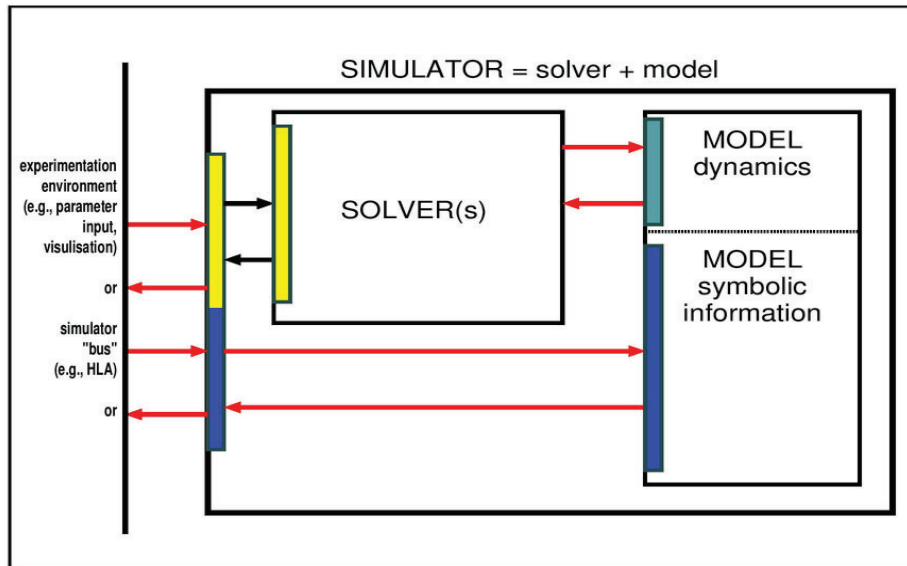 SIMULATOR = solver + model
experimentation
environment
(e.g., parameter
input,
visulisation)
or
simulator
"bus"
(e.g., HLA)
or
SOLVER(s)
MODEL
dynamics
MODEL
symbolic
information